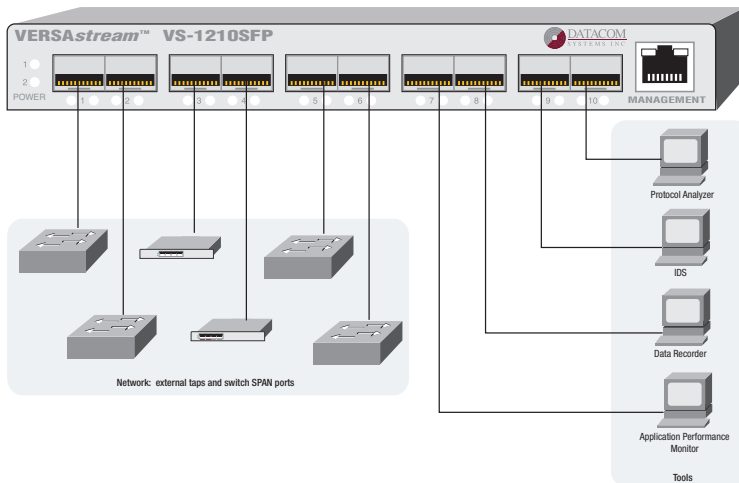 VERSAstream™ VS-1210SFP
DATACOM
SYSTEMS INC
1
2
POWER
1 2 3 4 5 6 7 8 9 10
MANAGEMENT
Protocol Analyzer
IDS
Data Recorder
Application Performance
Monitor
Tools
Network: external taps and switch SPAN ports